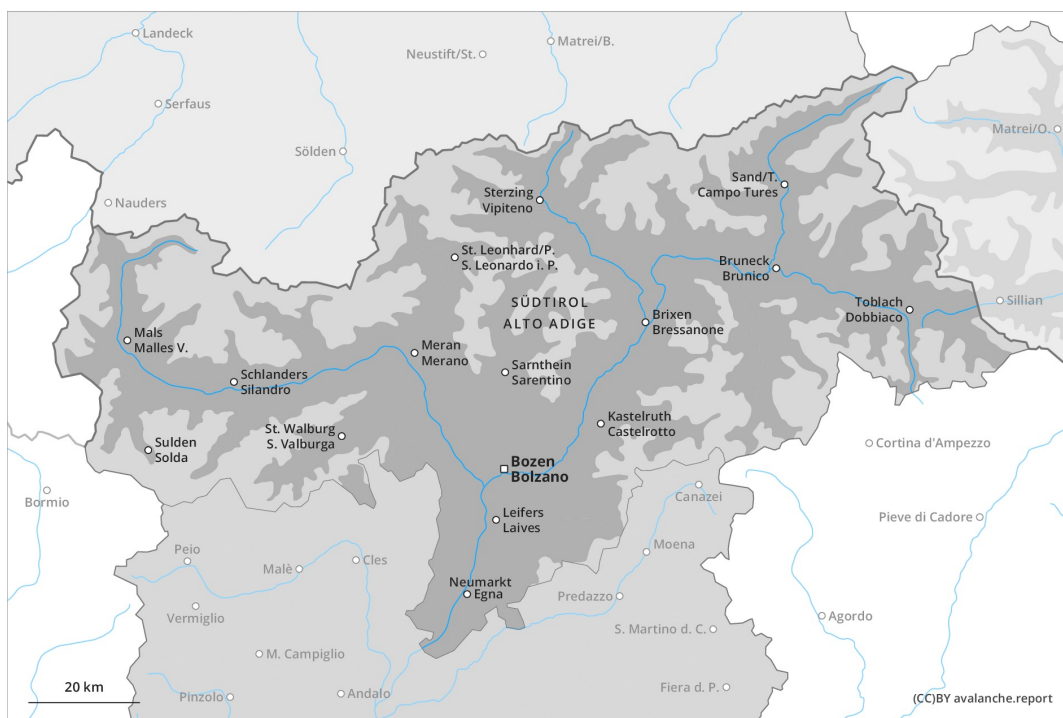 Landeck
Matrei/B.
Neustift/St.
Serfaus
Matrei/O.
Sölden
Sand/T.
Campo Tures
Sterzing
Vipiteno
Nauders
St. Leonhard/P.
S. Leonardo i. P.
Bruneck
Brunico
SÜDTIROL
ALTO ADIGE
Sillian
Toblach
Dobbiaco
Brixen
Bressanone
Mals
Malles V.
Meran
Merano
Sarnthein
Sarentino
Schlanders
Silandro
Kastelruth
Castelrotto
St. Walburg
S. Valburga
Sulden
Solda
Cortina d'Ampezzo
Bozen
Bolzano
Canazei
Bormio
Leifers
Laives
Pieve di Cadore
Moena
Peio
Cles
Malè
Neumarkt
Egna
Predazzo
Vermiglio
Agordo
S. Martino d. C.
M. Campiglio
20 km
Pinzolo
Andalo
Fiera d. P.
(CC)BY avalanche.report